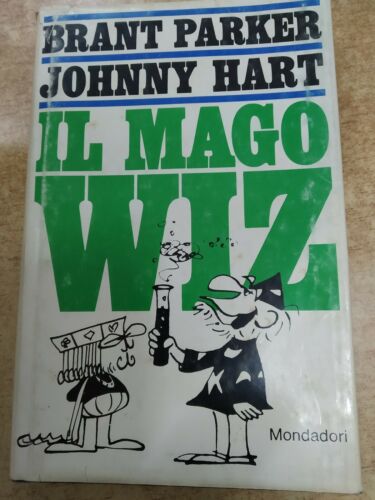 BRANT PARKER
JOHNNY HART
IL MAGO
WIZ
Mondadori